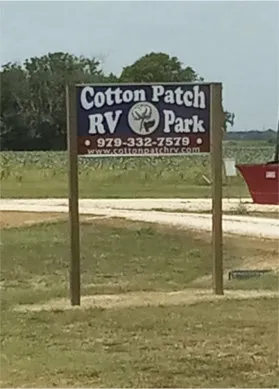 Cotton Patch
RV Park
• 979-332-7579 •
www.cottonpatchrv.com